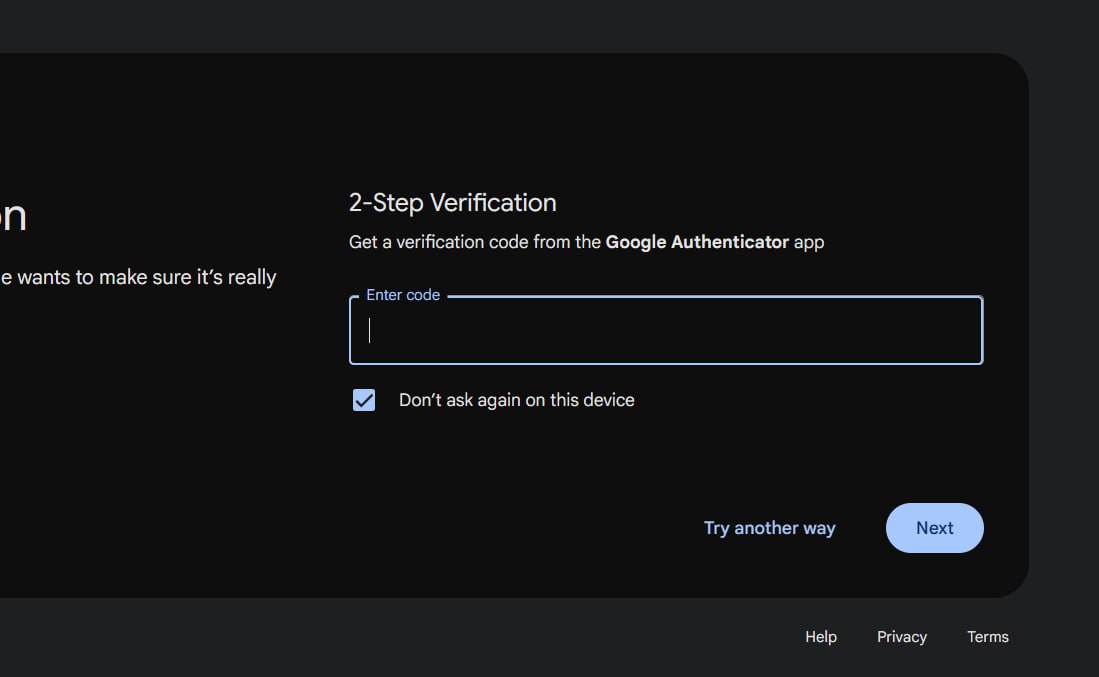 on
2-Step Verification
Get a verification code from the Google Authenticator app
e wants to make sure it’s really
Enter code
Don’t ask again on this device
Try another way
Next
Help
Privacy
Terms